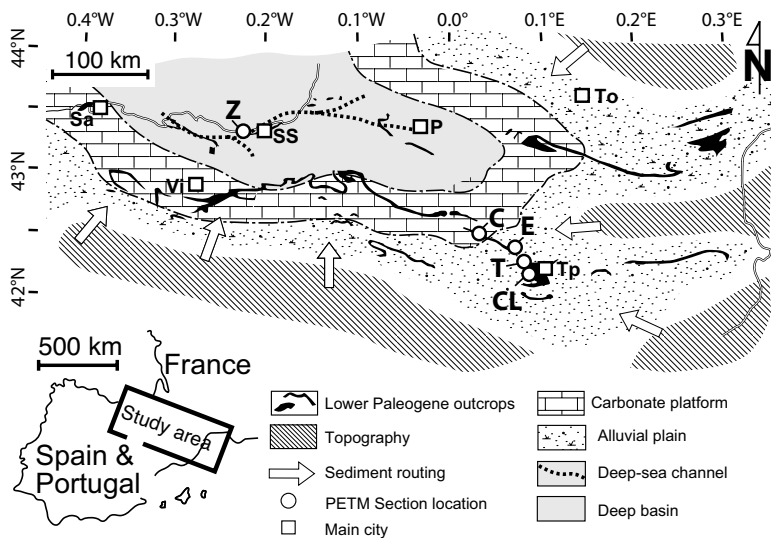 0.4°W 0.3°W 0.2°W 0.1°W 0.0° 0.1°E 0.2°E 0.3°E
44°N
100 km
N
To
Sa
Z
SS
P
43°N
Vi
C
E
T
Tp
42°N
CL
500 km
France
Study area
Spain &
Portugal
Lower Paleogene outcrops
Topography
Sediment routing
PETM Section location
Main city
Carbonate platform
Alluvial plain
Deep-sea channel
Deep basin